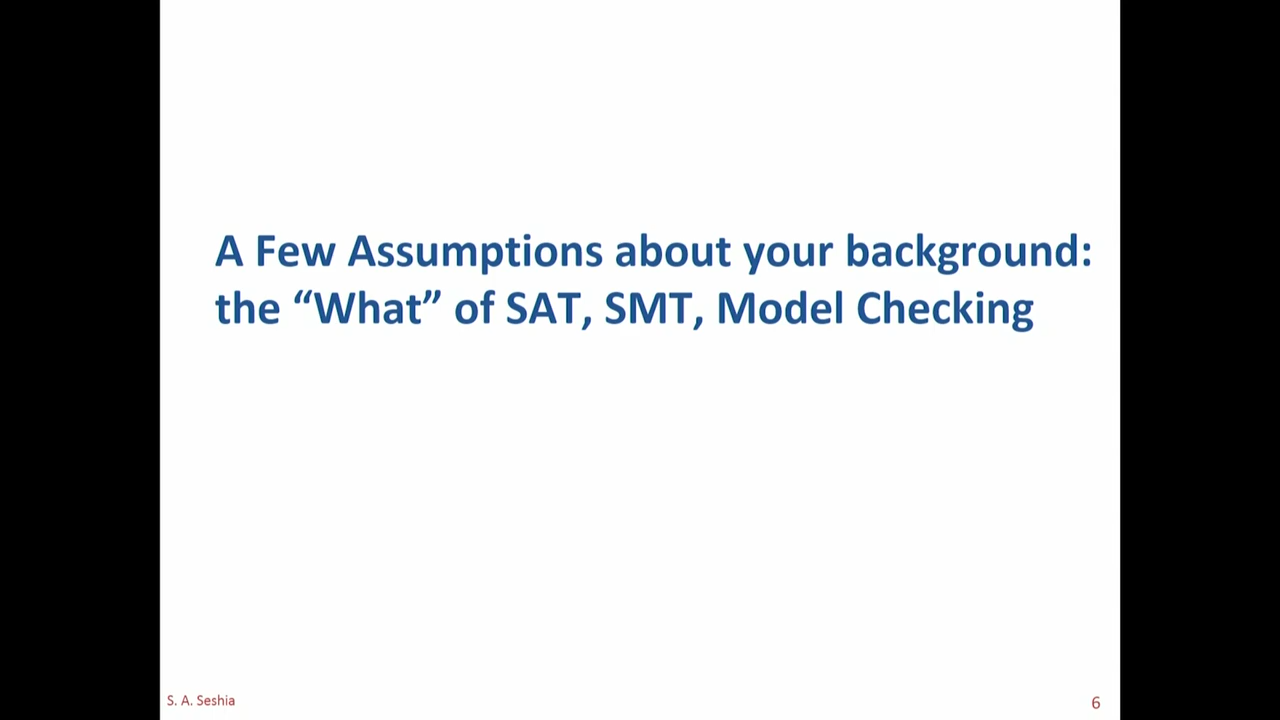 A Few Assumptions about your background:
the “What” of SAT, SMT, Model Checking
S. A. Seshia
6